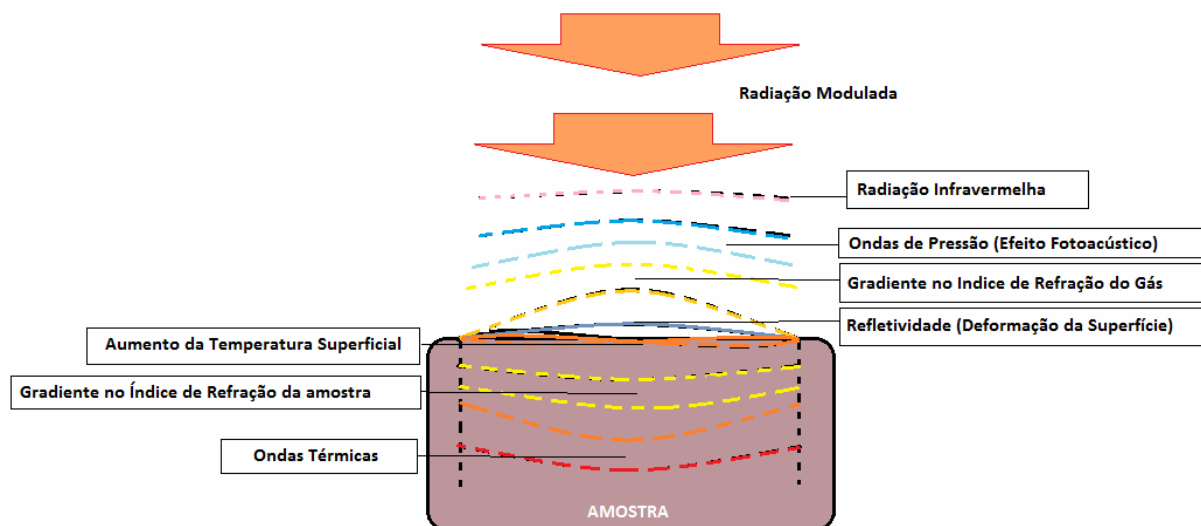 Radiação Modulada
Radiação Infravermelha
Ondas de Pressão (Efeito Fotoacústico)
Gradiente no Indice de Refração do Gás
Refletividade (Deformação da Superfície)
Aumento da Temperatura Superficial
Gradiente no Índice de Refração da amostra
Ondas Térmicas
AMOSTRA